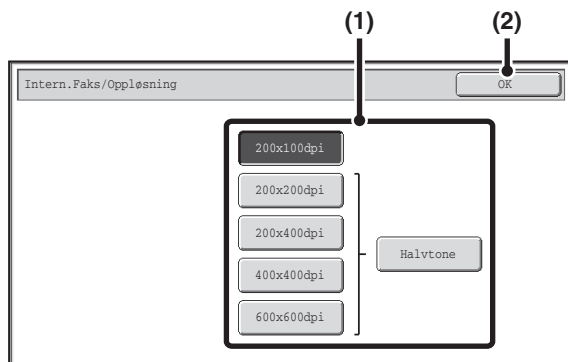 (1)
(2)
Intern.Faks/Oppløsning
OK
200x100dpi
200x200dpi
200x400dpi
Halvtone
400x400dpi
600x600dpi